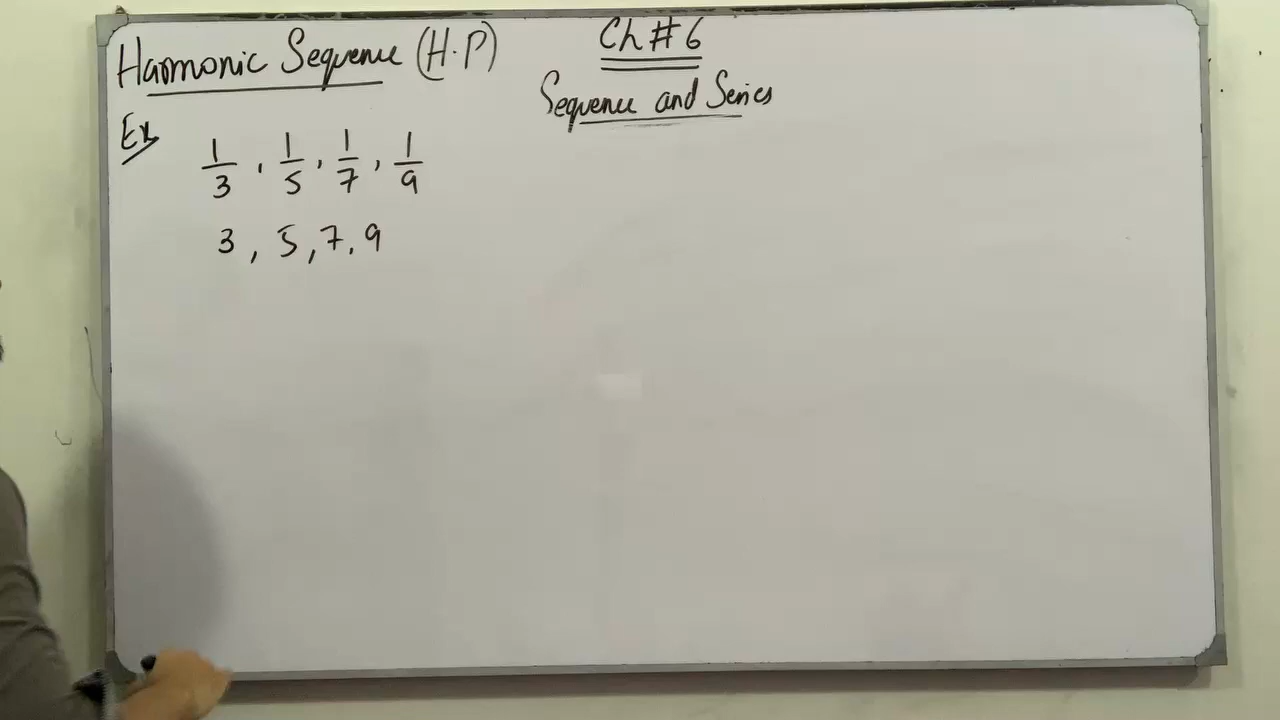 Harmonic Sequence (H.P)
Ch # 6
Sequence and Series
Ex
1/3, 1/5, 1/7, 1/9
3, 5, 7, 9